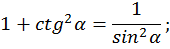 1 + ctg²α = 1/sin²α;